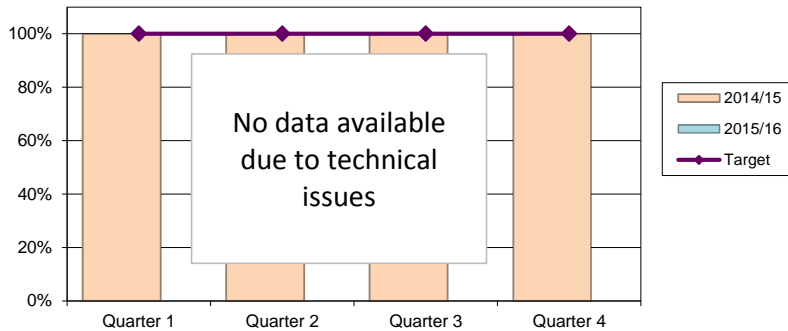 100%
80%
60%
40%
20%
0%
No data available
due to technical
issues
Quarter 1 Quarter 2 Quarter 3 Quarter 4
2014/15
2015/16
Target